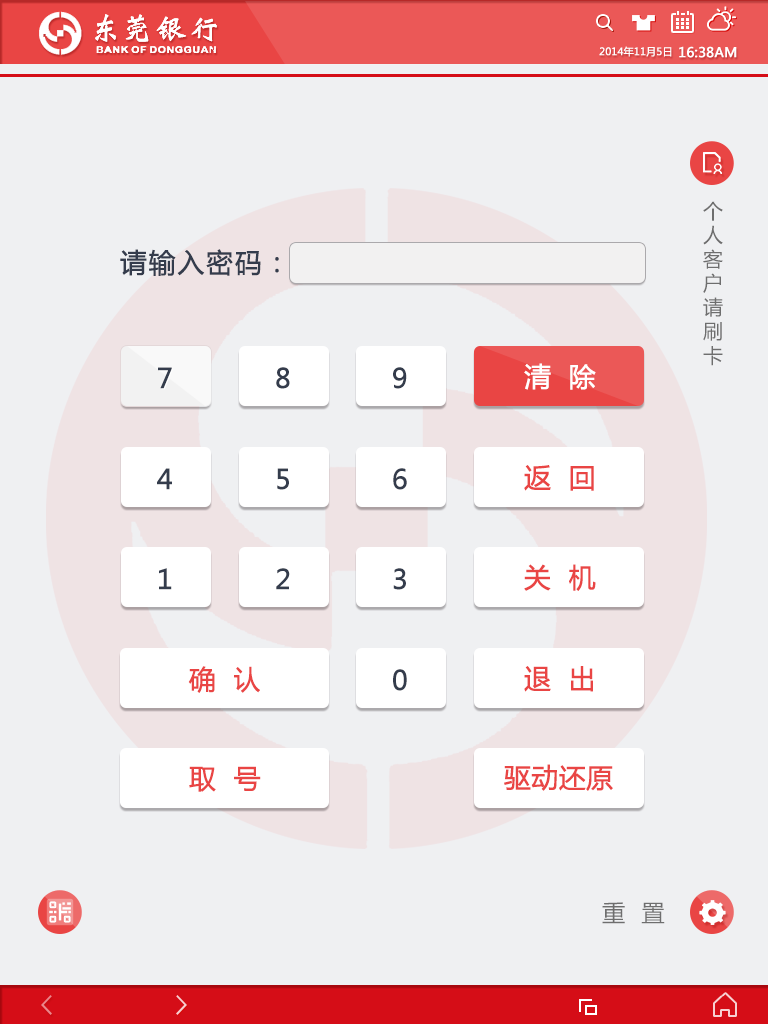 东莞银行
BANK OF DONGGUAN
2014年11月5日 16:38AM
个人客户请刷卡
请输入密码：
7 8 9 清 除
4 5 6 返 回
1 2 3 关 机
确 认 0 退 出
取 号 驱动还原
重 置